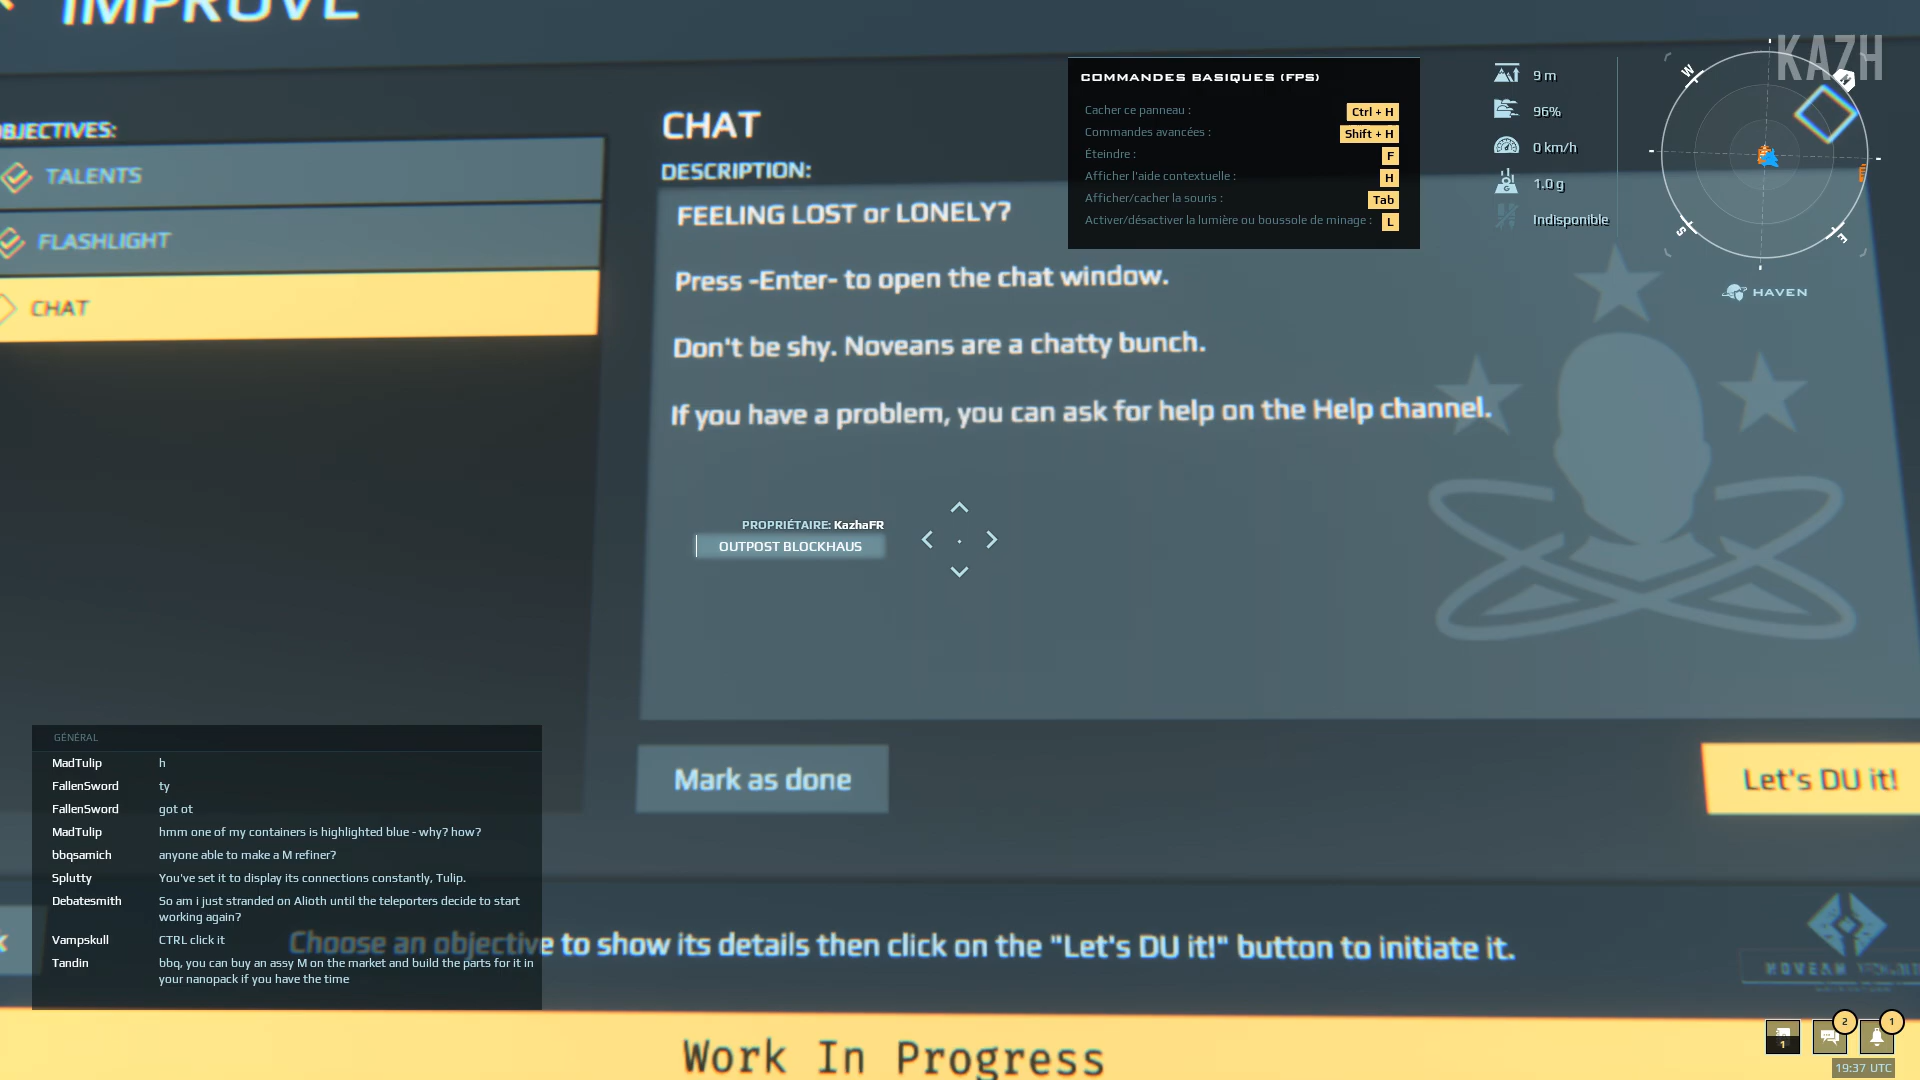 IMPROVE
KAZH
OBJECTIVES:
TALENTS
FLASHLIGHT
CHAT
CHAT
DESCRIPTION:
FEELING LOST or LONELY?
Press -Enter- to open the chat window.
Don't be shy. Noveans are a chatty bunch.
If you have a problem, you can ask for help on the Help channel.
COMMANDES BASIQUES (FPS)
Cacher ce panneau : Ctrl + H
Commandes avancées : Shift + H
Éteindre : F
Afficher l'aide contextuelle : H
Afficher/cacher la souris : Tab
Activer/désactiver la lumière ou boussole de minage : L
9 m
96%
0 km/h
1.0 g
Indisponible
W
N
S
E
HAVEN
PROPRIÉTAIRE: KazhaFR
OUTPOST BLOCKHAUS
Mark as done
Let's DU it!
GÉNÉRAL
MadTulip h
FallenSword ty
FallenSword got ot
MadTulip hmm one of my containers is highlighted blue - why? how?
bbqsamich anyone able to make a M refiner?
Splutty You've set it to display its connections constantly, Tulip.
Debatesmith So am i just stranded on Alioth until the teleporters decide to start
working again?
Vampskull CTRL click it
Tandin bbq, you can buy an assy M on the market and build the parts for it in
your nanopack if you have the time
Choose an objective to show its details then click on the "Let's DU it!" button to initiate it.
NOVEAN
Work In Progress
1
2
1
19:37 UTC